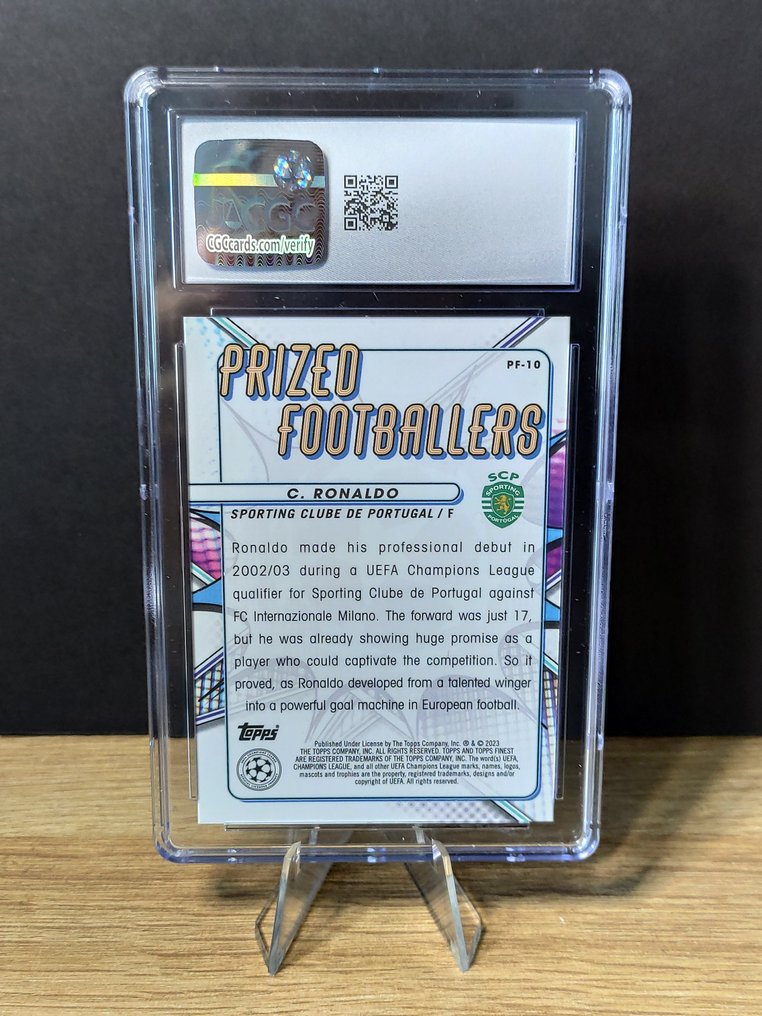 CGC
CGCcards.com/verify
PRIZED
FOOTBALLERS
PF-10
C. RONALDO
SPORTING CLUBE DE PORTUGAL / F
SCP
SPORTING
PORTUGAL
Ronaldo made his professional debut in
2002/03 during a UEFA Champions League
qualifier for Sporting Clube de Portugal against
FC Internazionale Milano. The forward was just 17,
but he was already showing huge promise as a
player who could captivate the competition. So it
proved, as Ronaldo developed from a talented winger
into a powerful goal machine in European football.
Topps®
Published Under License by The Topps Company, Inc. ® & © 2023
THE TOPPS COMPANY, INC. ALL RIGHTS RESERVED. TOPPS AND TOPPS FINEST
ARE REGISTERED TRADEMARKS OF THE TOPPS COMPANY, INC. The word(s) UEFA,
CHAMPIONS LEAGUE, and all other UEFA Champions League marks, names, logos,
mascots and trophies are the property, registered trademarks, designs and/or
copyright of UEFA. All rights reserved.